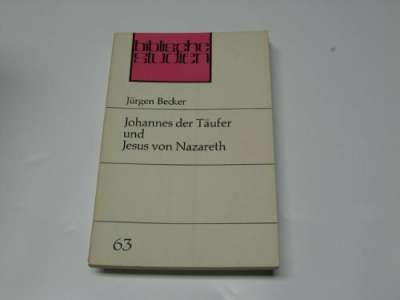 biblische
studien
Jürgen Becker
Johannes der Täufer
und
Jesus von Nazareth
63